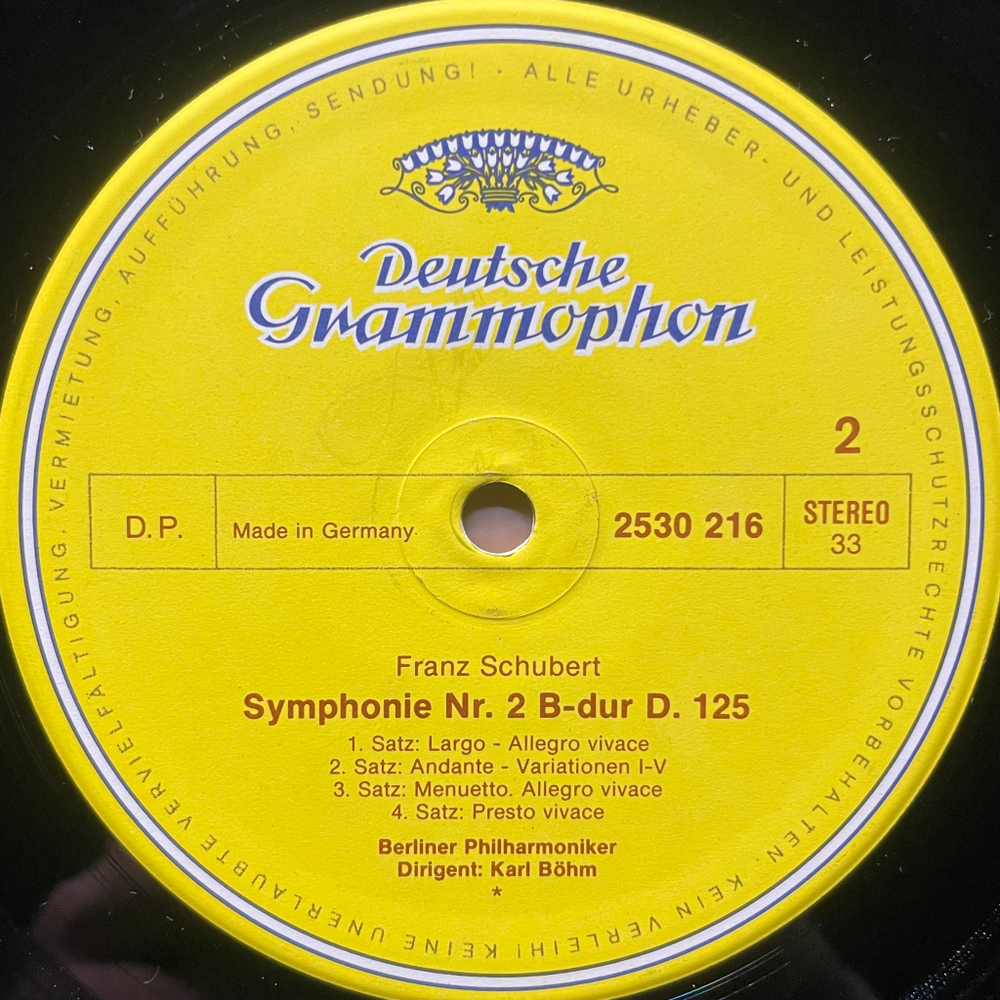 ALLE URHEBER- UND LEISTUNGSSCHUTZRECHTE VORBEHALTEN. KEIN VERLEIH! KEINE UNERLAUBTE VERVIELFÄLTIGUNG, VERMIETUNG, AUFFÜHRUNG, SENDUNG! ·
Deutsche
Grammophon
2
D.P.
Made in Germany
2530 216
STEREO
33
Franz Schubert
Symphonie Nr. 2 B-dur D. 125
1. Satz: Largo - Allegro vivace
2. Satz: Andante - Variationen I-V
3. Satz: Menuetto. Allegro vivace
4. Satz: Presto vivace
Berliner Philharmoniker
Dirigent: Karl Böhm
*